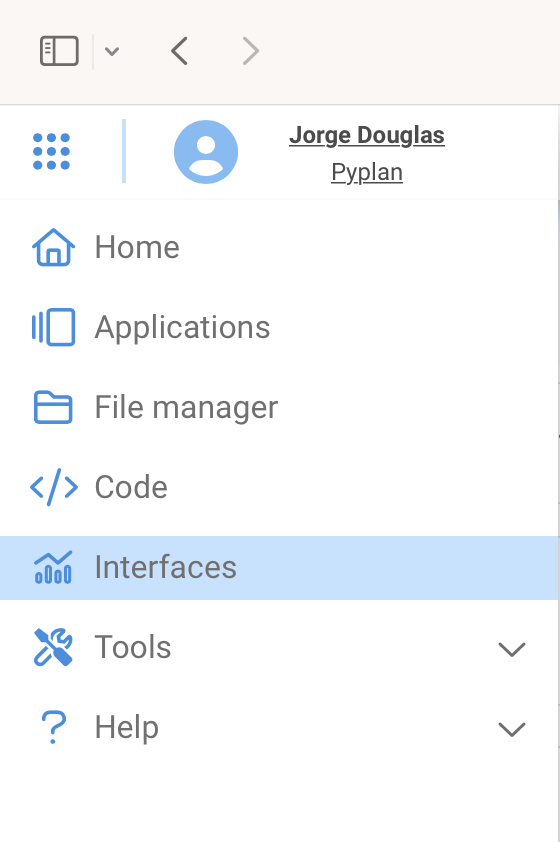 Jorge Douglas
Pyplan
Home
Applications
File manager
Code
Interfaces
Tools
Help